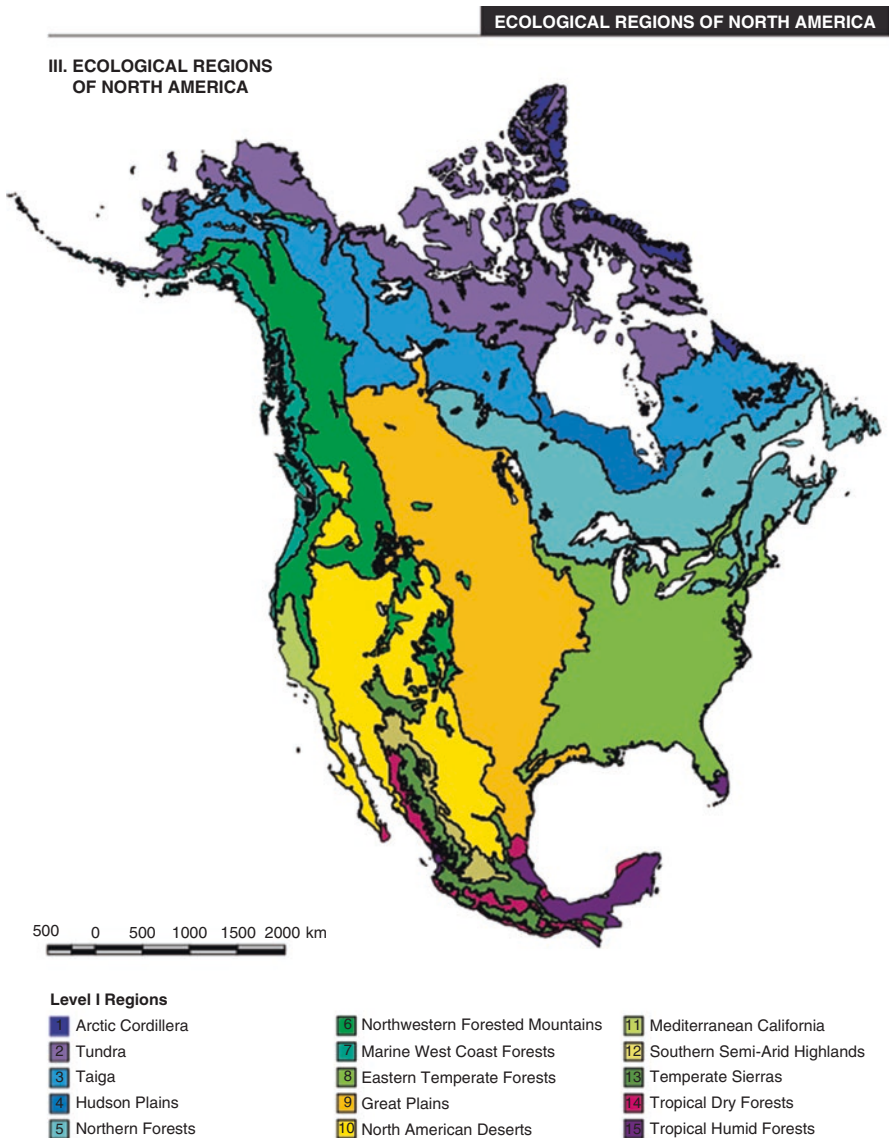 ECOLOGICAL REGIONS OF NORTH AMERICA
III. ECOLOGICAL REGIONS
OF NORTH AMERICA
500 0 500 1000 1500 2000 km
Level I Regions
1 Arctic Cordillera
2 Tundra
3 Taiga
4 Hudson Plains
5 Northern Forests
6 Northwestern Forested Mountains
7 Marine West Coast Forests
8 Eastern Temperate Forests
9 Great Plains
10 North American Deserts
11 Mediterranean California
12 Southern Semi-Arid Highlands
13 Temperate Sierras
14 Tropical Dry Forests
15 Tropical Humid Forests